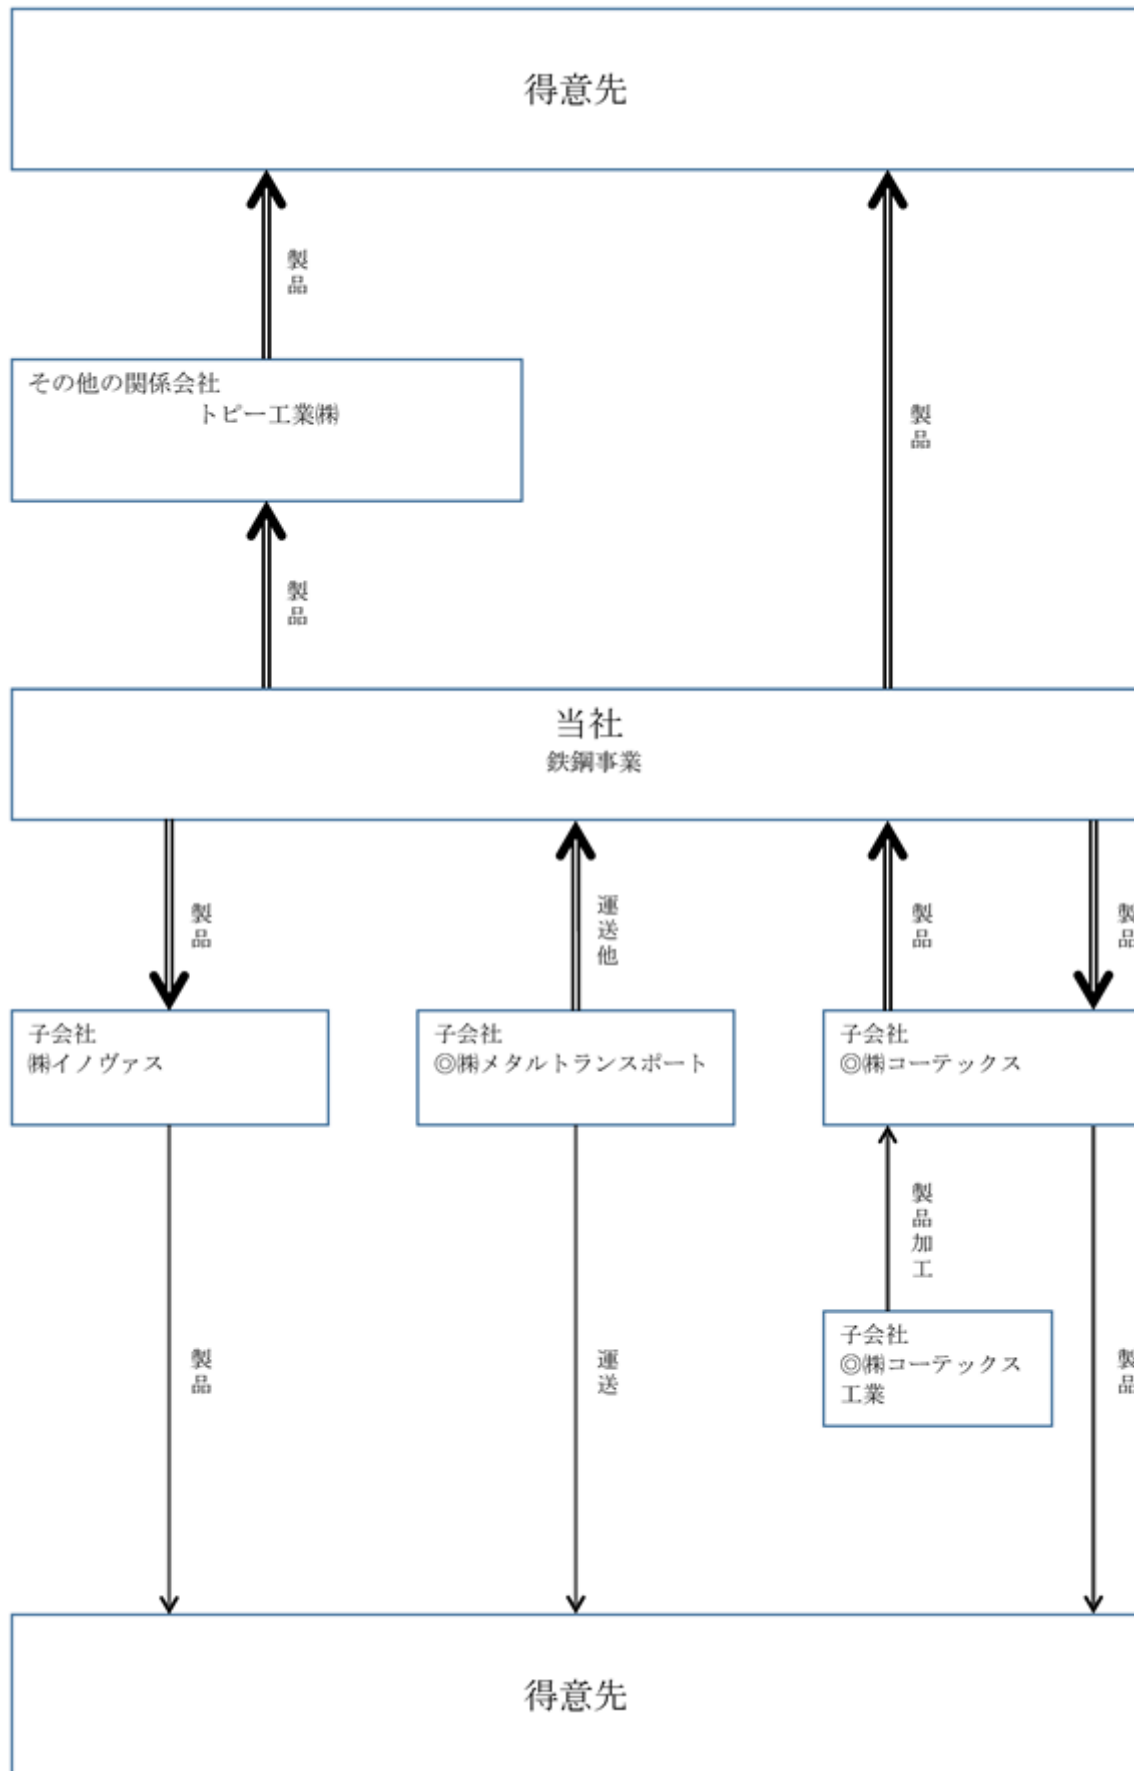 得意先
製品
その他の関係会社
トピー工業㈱
製品
製品
当社
鉄鋼事業
製品
運送他
製品
製品
子会社
㈱イノヴァス
子会社
◎㈱メタルトランスポート
子会社
◎㈱コーテックス
製品加工
子会社
◎㈱コーテックス
工業
製品
運送
製品
得意先